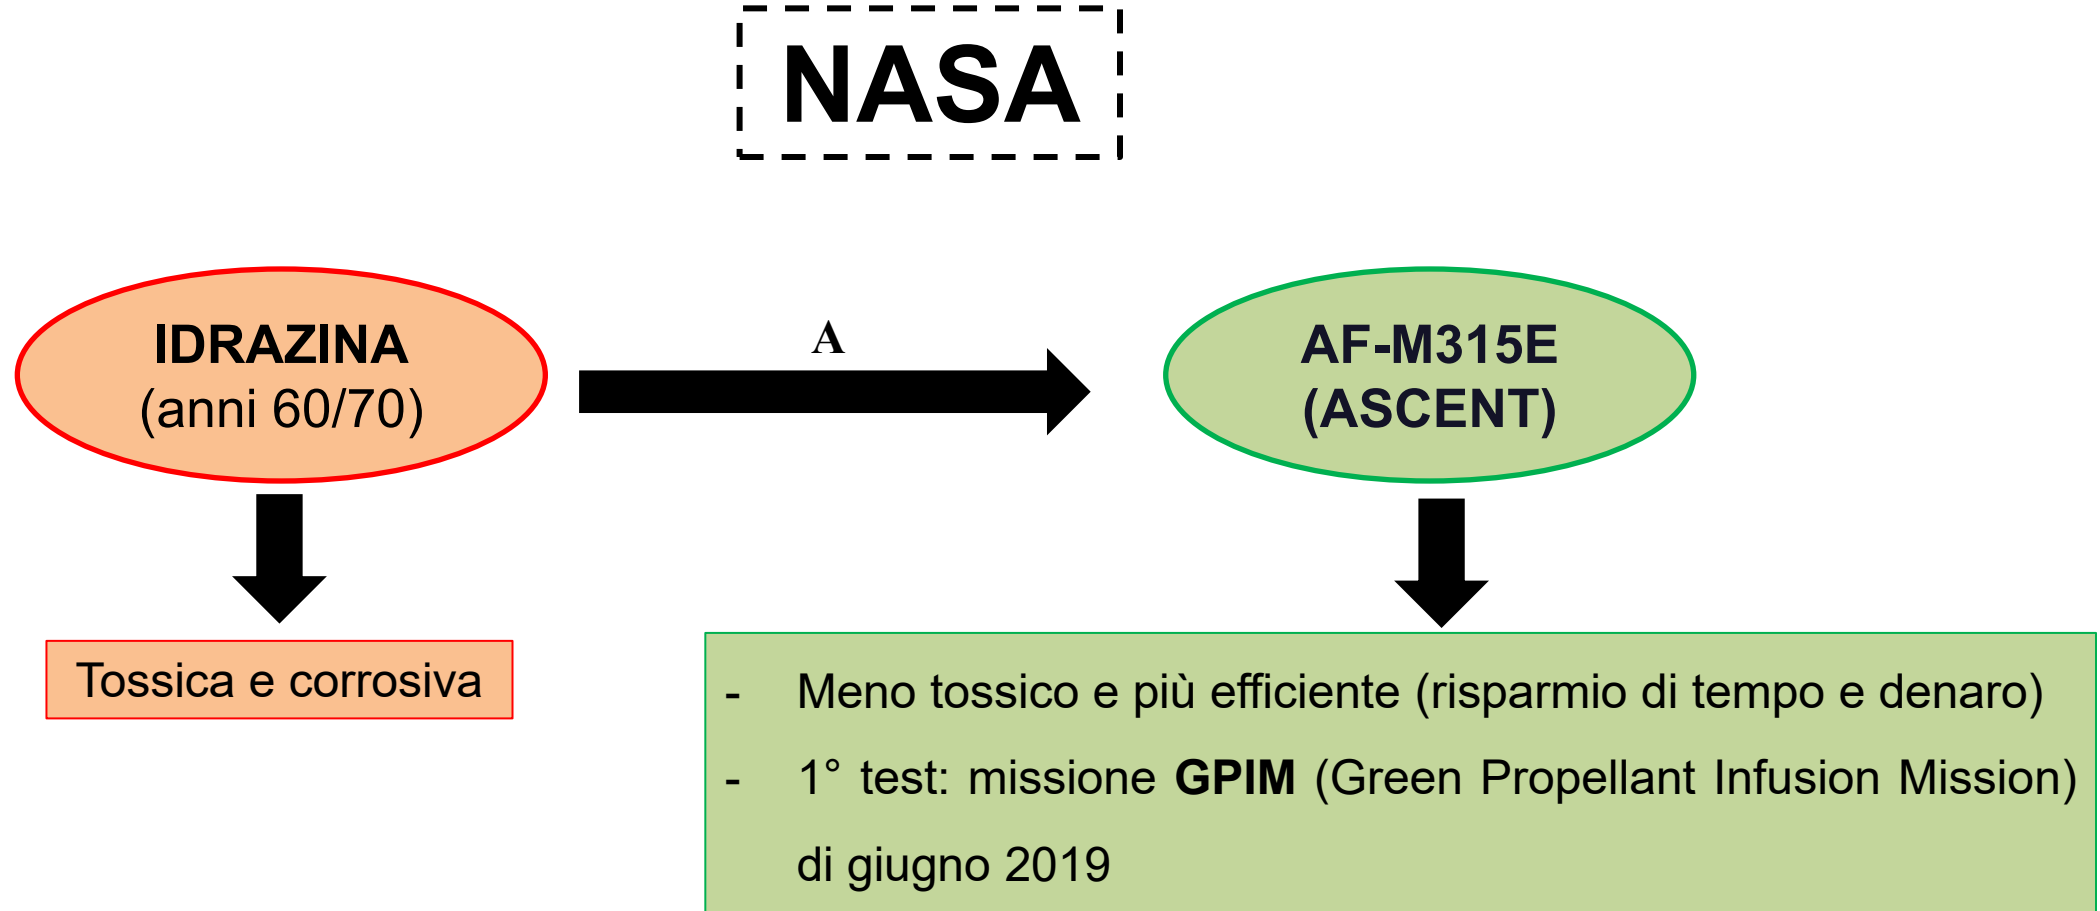 NASA
IDRAZINA
(anni 60/70)
A
AF-M315E
(ASCENT)
Tossica e corrosiva
- Meno tossico e più efficiente (risparmio di tempo e denaro)
- 1° test: missione GPIM (Green Propellant Infusion Mission)
di giugno 2019